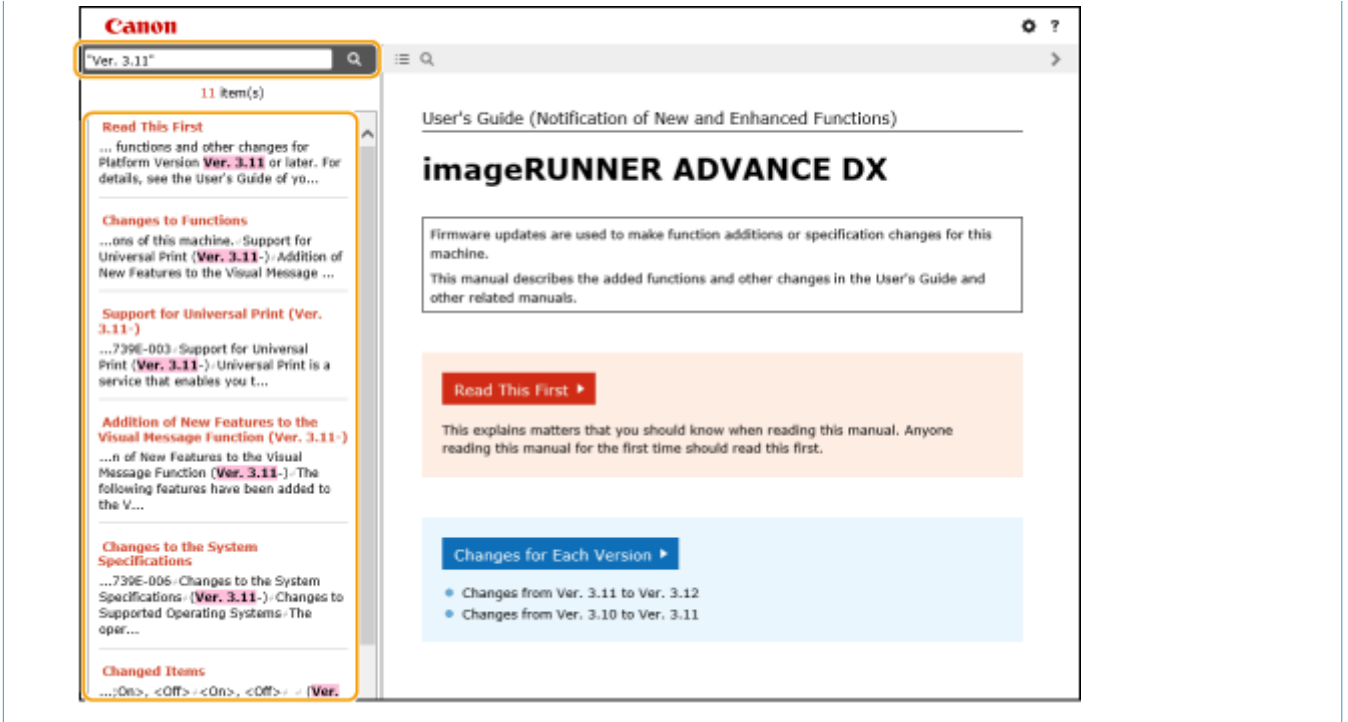 Canon
?
"Ver. 3.11"
11 item(s)
Read This First
... functions and other changes for
Platform Version Ver. 3.11 or later. For
details, see the User's Guide of yo...
Changes to Functions
...ons of this machine. Support for
Universal Print (Ver. 3.11-) Addition of
New Features to the Visual Message ...
Support for Universal Print (Ver.
3.11-)
...739E-003 Support for Universal
Print (Ver. 3.11-) Universal Print is a
service that enables you t...
Addition of New Features to the
Visual Message Function (Ver. 3.11-)
...n of New Features to the Visual
Message Function (Ver. 3.11-) The
following features have been added to
the V...
Changes to the System
Specifications
...739E-006 Changes to the System
Specifications (Ver. 3.11-) Changes to
Supported Operating Systems The
oper...
Changed Items
...;On>, <Off> <On>, <Off> (Ver.
User's Guide (Notification of New and Enhanced Functions)
imageRUNNER ADVANCE DX
Firmware updates are used to make function additions or specification changes for this
machine.
This manual describes the added functions and other changes in the User's Guide and
other related manuals.
Read This First
This explains matters that you should know when reading this manual. Anyone
reading this manual for the first time should read this first.
Changes for Each Version
Changes from Ver. 3.11 to Ver. 3.12
Changes from Ver. 3.10 to Ver. 3.11